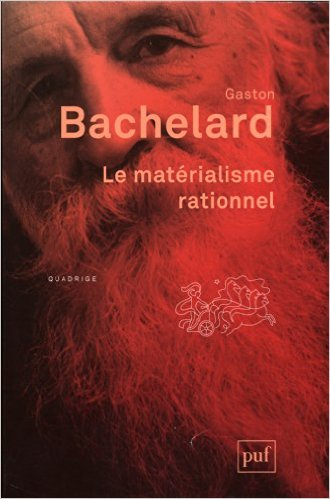 Gaston
Bachelard
Le matérialisme
rationnel
QUADRIGE
puf